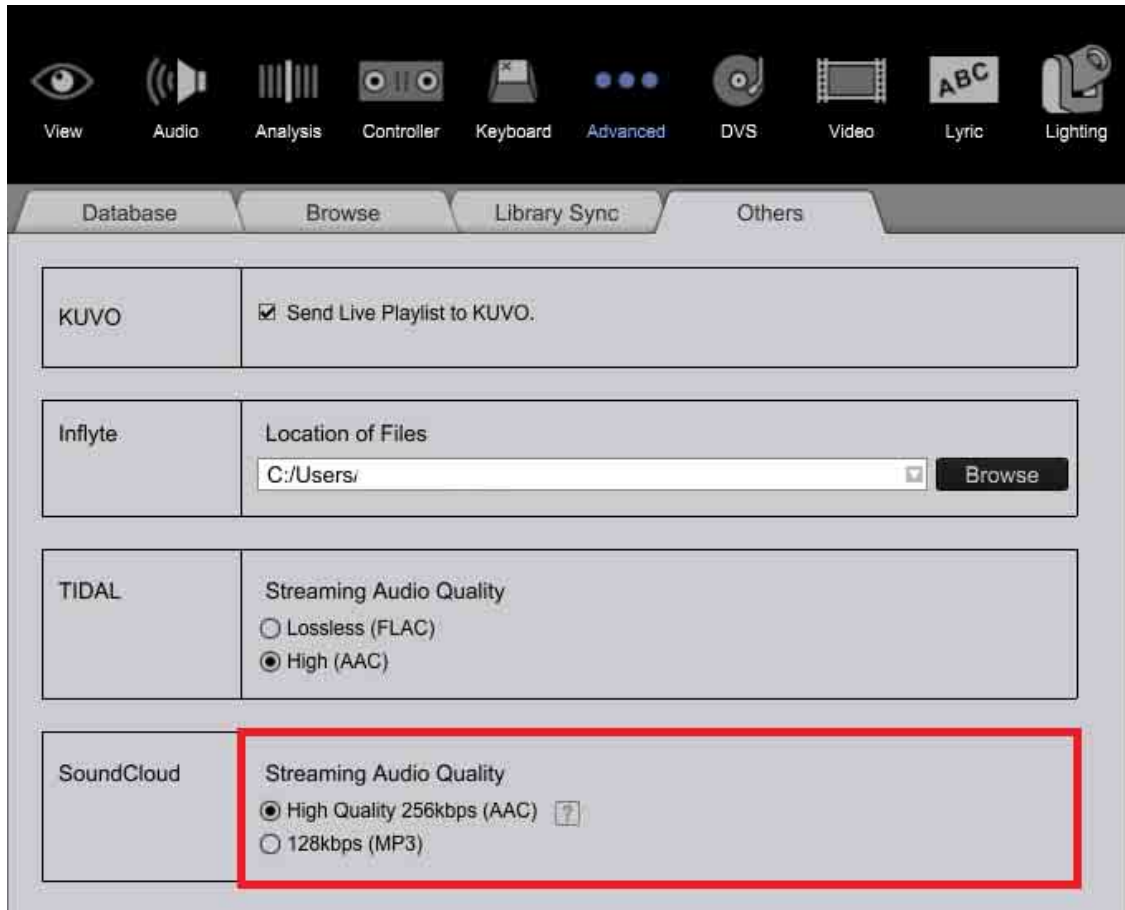 View Audio Analysis Controller Keyboard Advanced DVS Video ABC Lyric Lighting
Database Browse Library Sync Others
KUVO
Send Live Playlist to KUVO.
Inflyte
Location of Files
C:/Users/
Browse
TIDAL
Streaming Audio Quality
Lossless (FLAC)
High (AAC)
SoundCloud
Streaming Audio Quality
High Quality 256kbps (AAC) ?
128kbps (MP3)